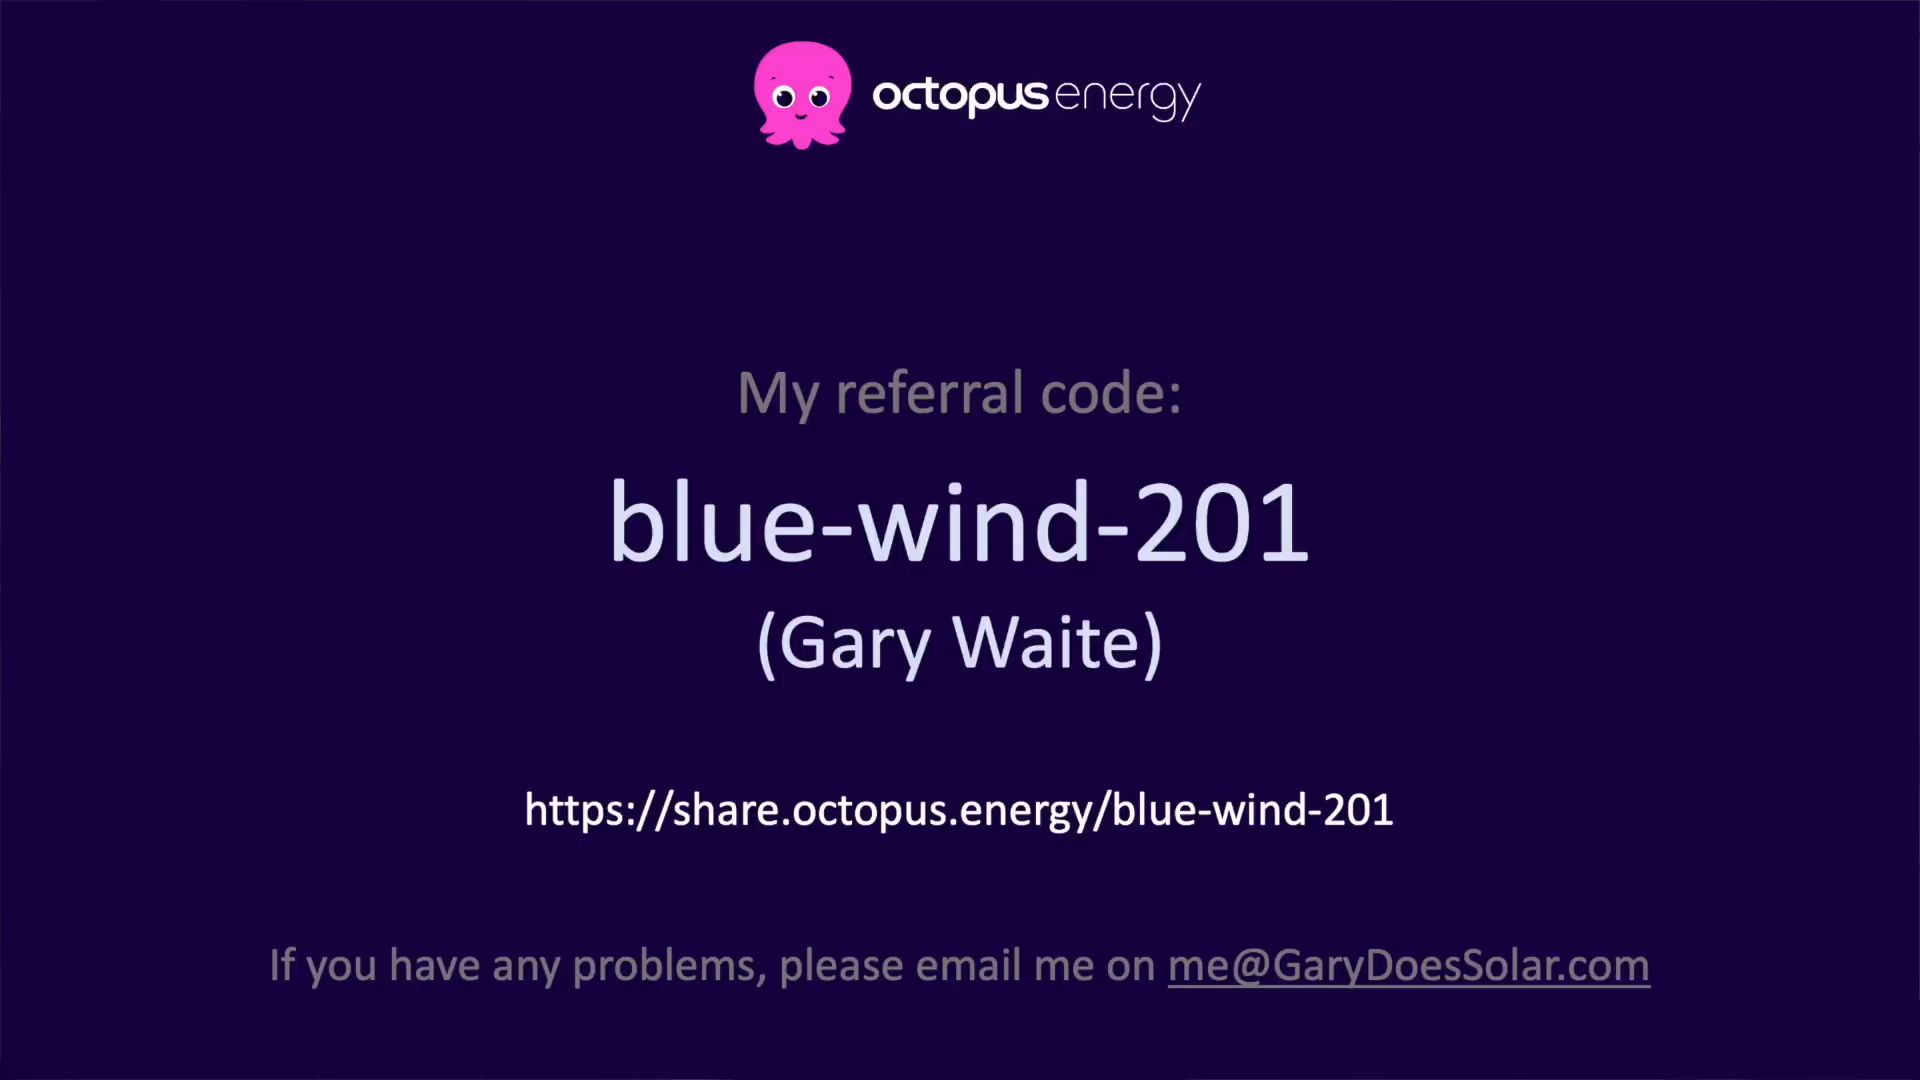 octopus energy
My referral code:
blue-wind-201
(Gary Waite)
https://share.octopus.energy/blue-wind-201
If you have any problems, please email me on me@GaryDoesSolar.com